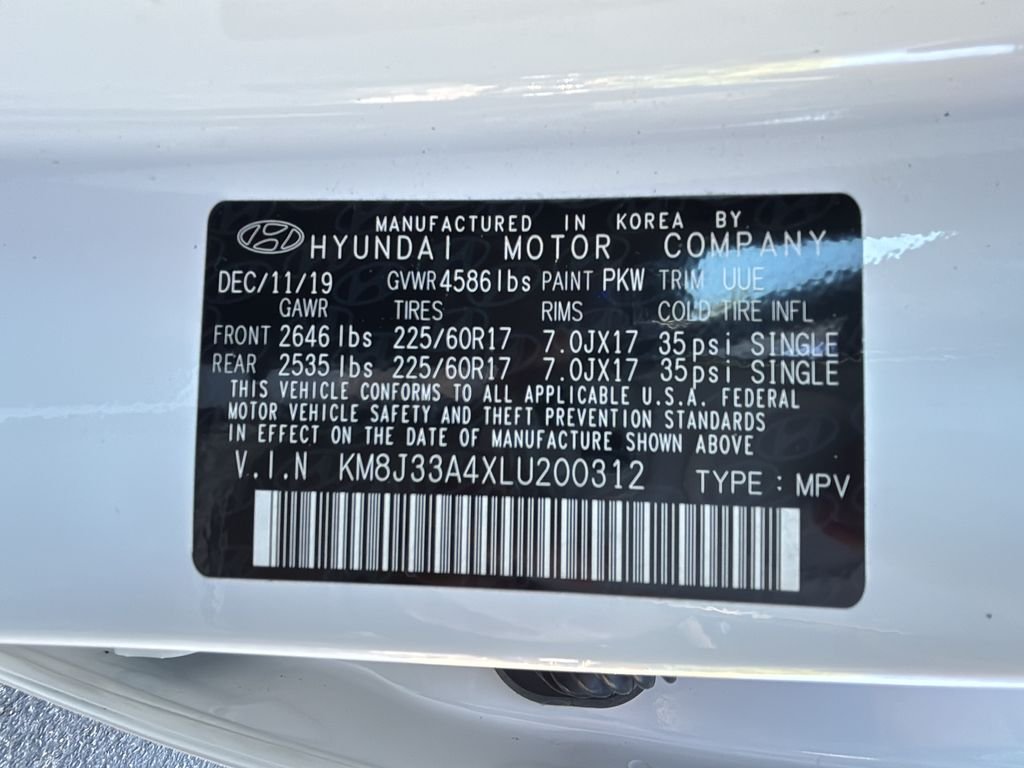 MANUFACTURED IN KOREA BY
HYUNDAI MOTOR COMPANY
DEC/11/19 GVWR 4586 lbs PAINT PKW TRIM UUE
GAWR TIRES RIMS COLD TIRE INFL
FRONT 2646 lbs 225/60R17 7.0JX17 35psi SINGLE
REAR 2535 lbs 225/60R17 7.0JX17 35psi SINGLE
THIS VEHICLE CONFORMS TO ALL APPLICABLE U.S.A. FEDERAL
MOTOR VEHICLE SAFETY AND THEFT PREVENTION STANDARDS
IN EFFECT ON THE DATE OF MANUFACTURE SHOWN ABOVE
V.I.N KM8J33A4XLU200312 TYPE : MPV